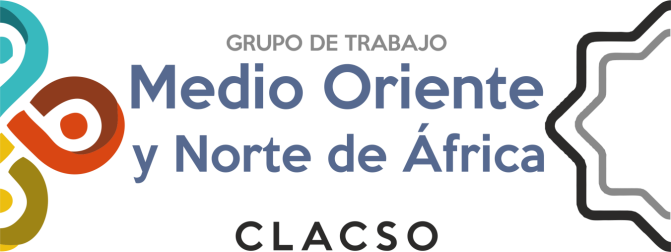 GRUPO DE TRABAJO
Medio Oriente
y Norte de África
CLACSO